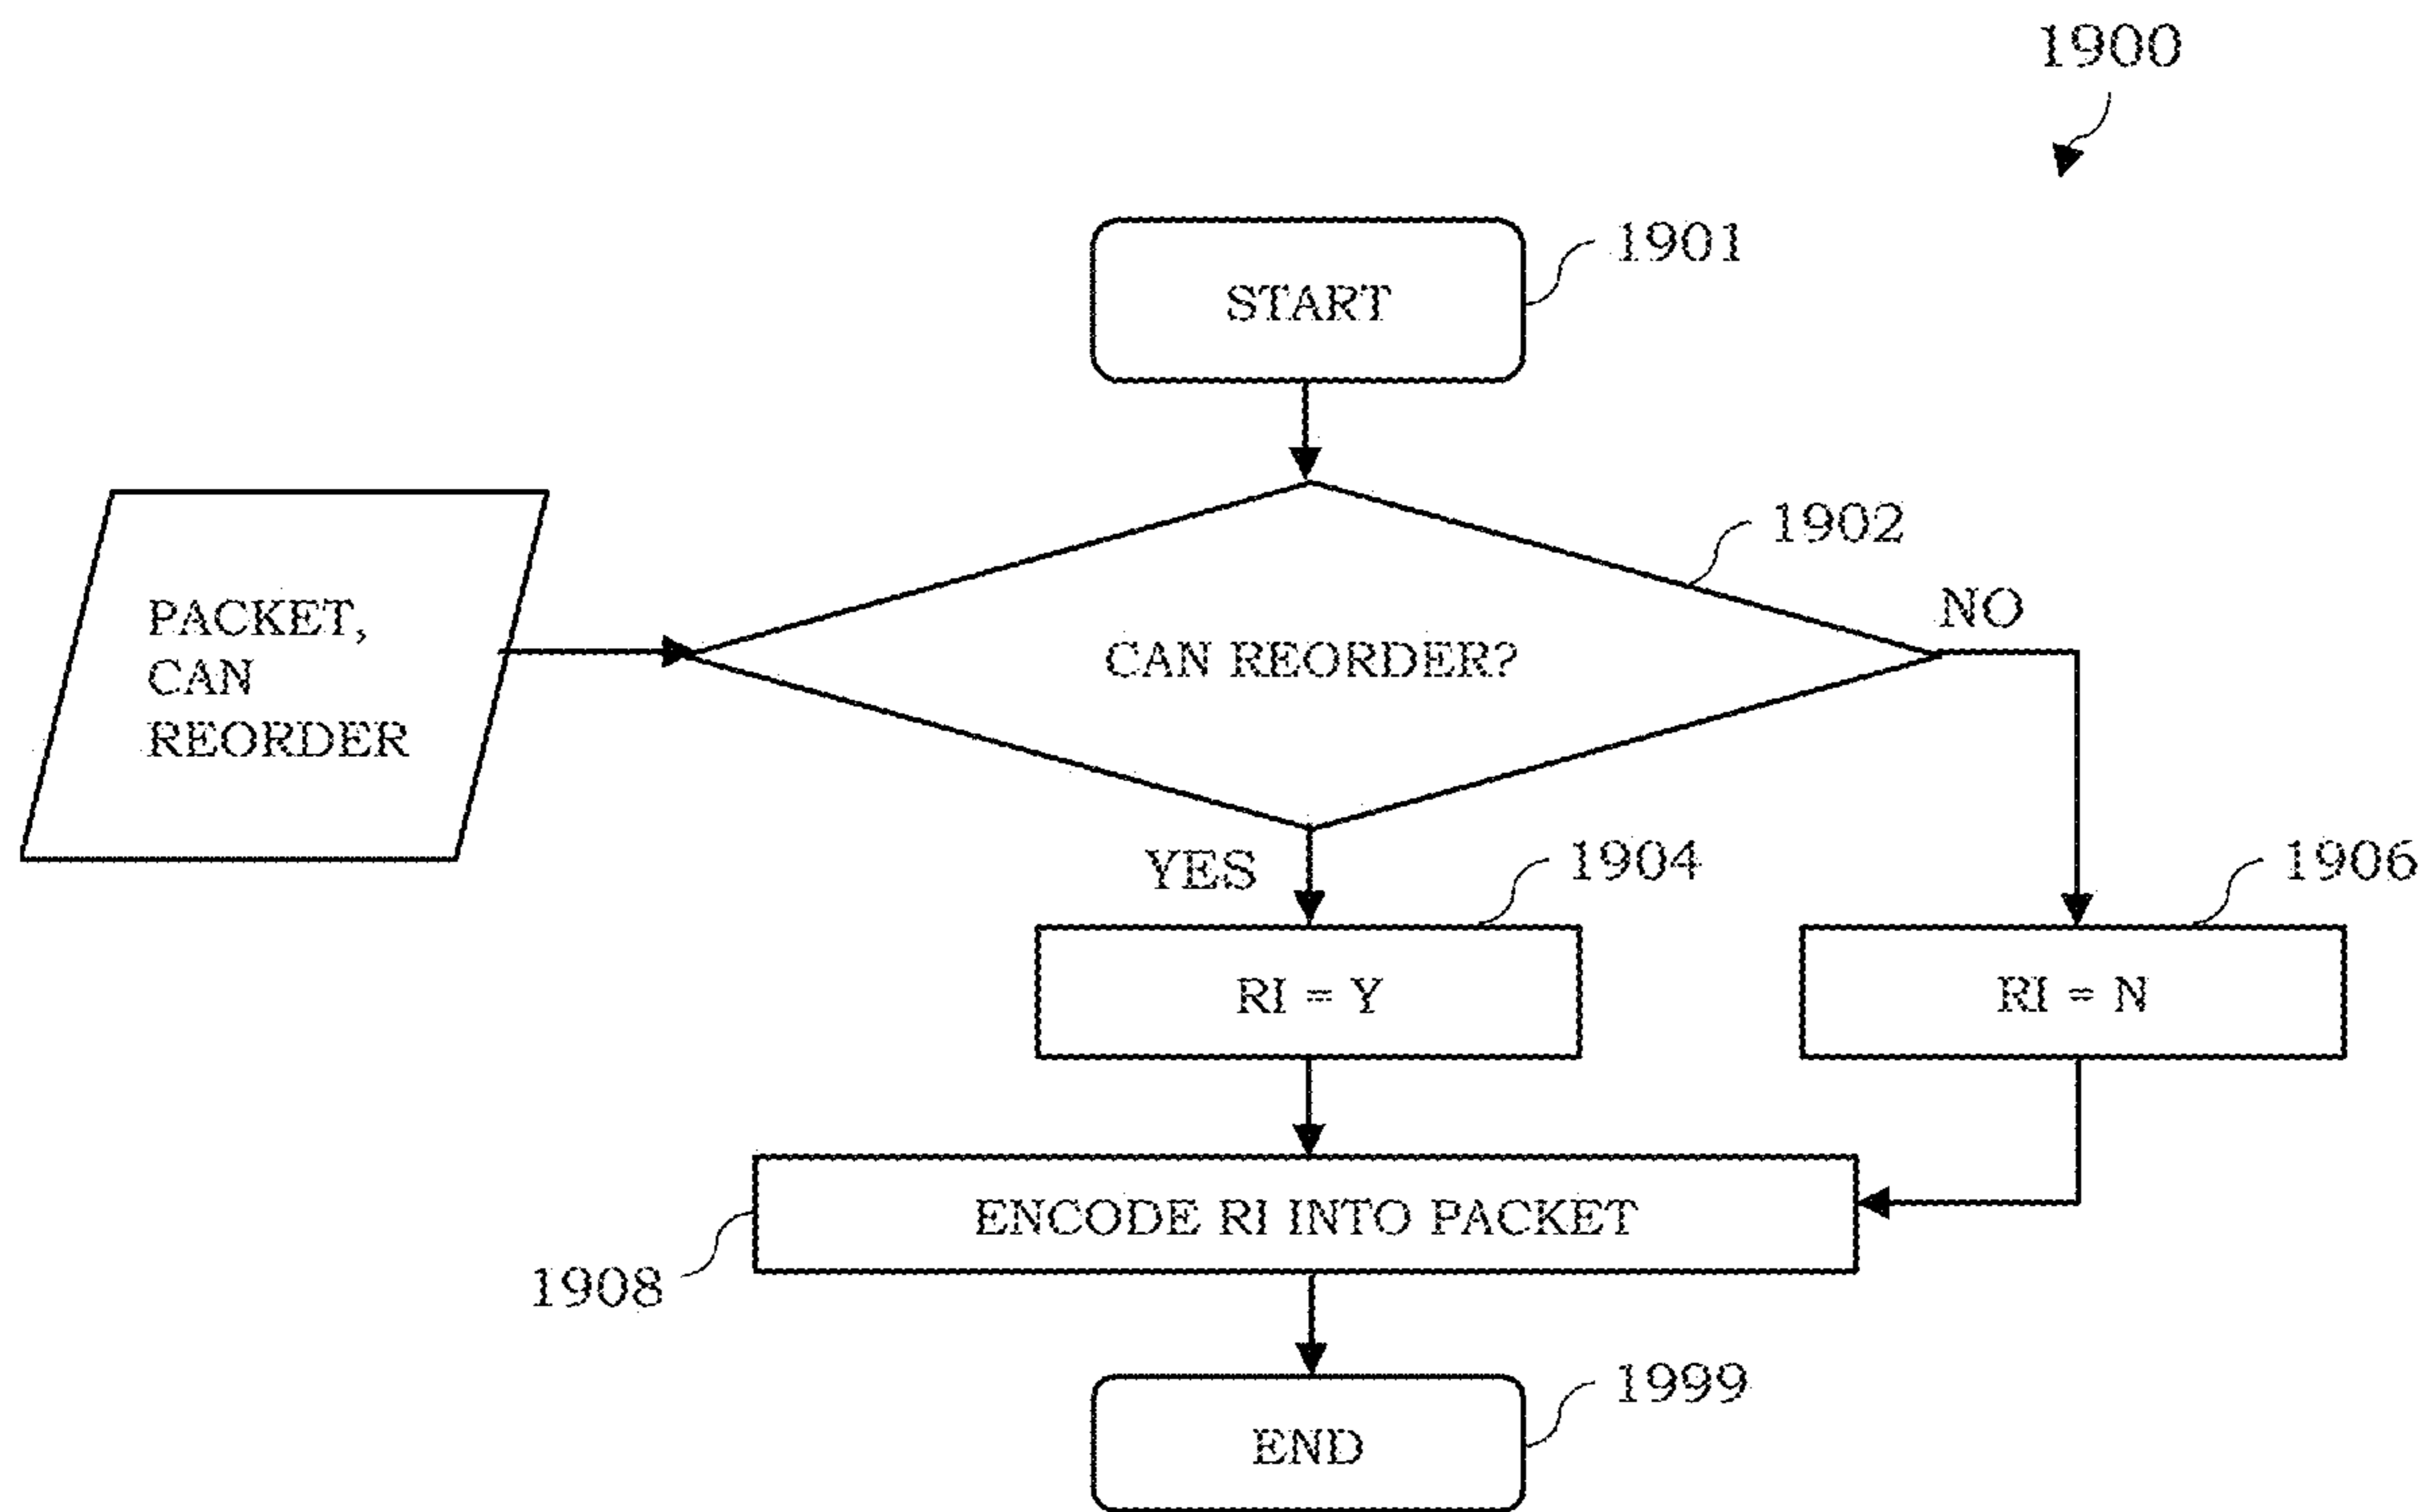 1900
1901
START
1902
NO
PACKET,
CAN
REORDER
CAN REORDER?
YES
1904
1906
RI = Y
RI = N
ENCODE RI INTO PACKET
1908
1999
END